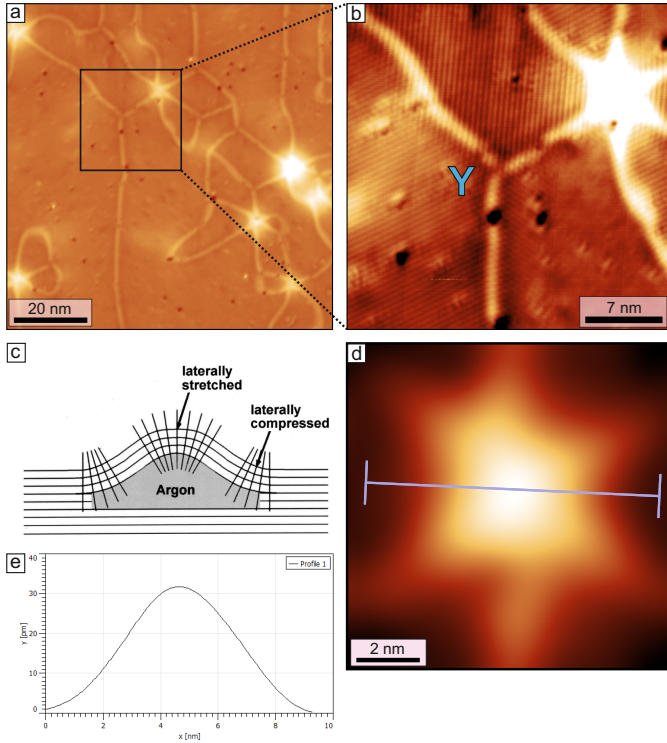 a
20 nm
b
Y
7 nm
c
laterally
stretched
laterally
compressed
Argon
d
2 nm
e
Profile 1
40
30
20
10
0
y [pm]
0
2
4
6
8
10
x [nm]